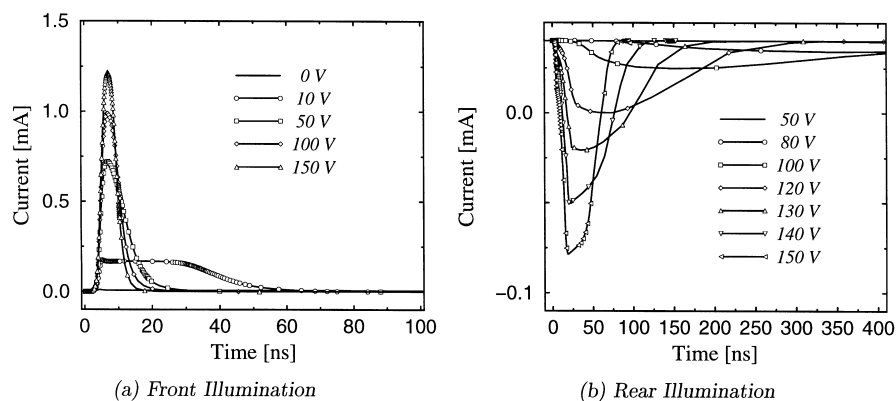 1.5
1.0
0.5
0.0
Current [mA]
0 V
10 V
50 V
100 V
150 V
0 20 40 60 80 100
Time [ns]
(a) Front Illumination
0.0
−0.1
Current [mA]
50 V
80 V
100 V
120 V
130 V
140 V
150 V
0 50 100 150 200 250 300 350 400
Time [ns]
(b) Rear Illumination